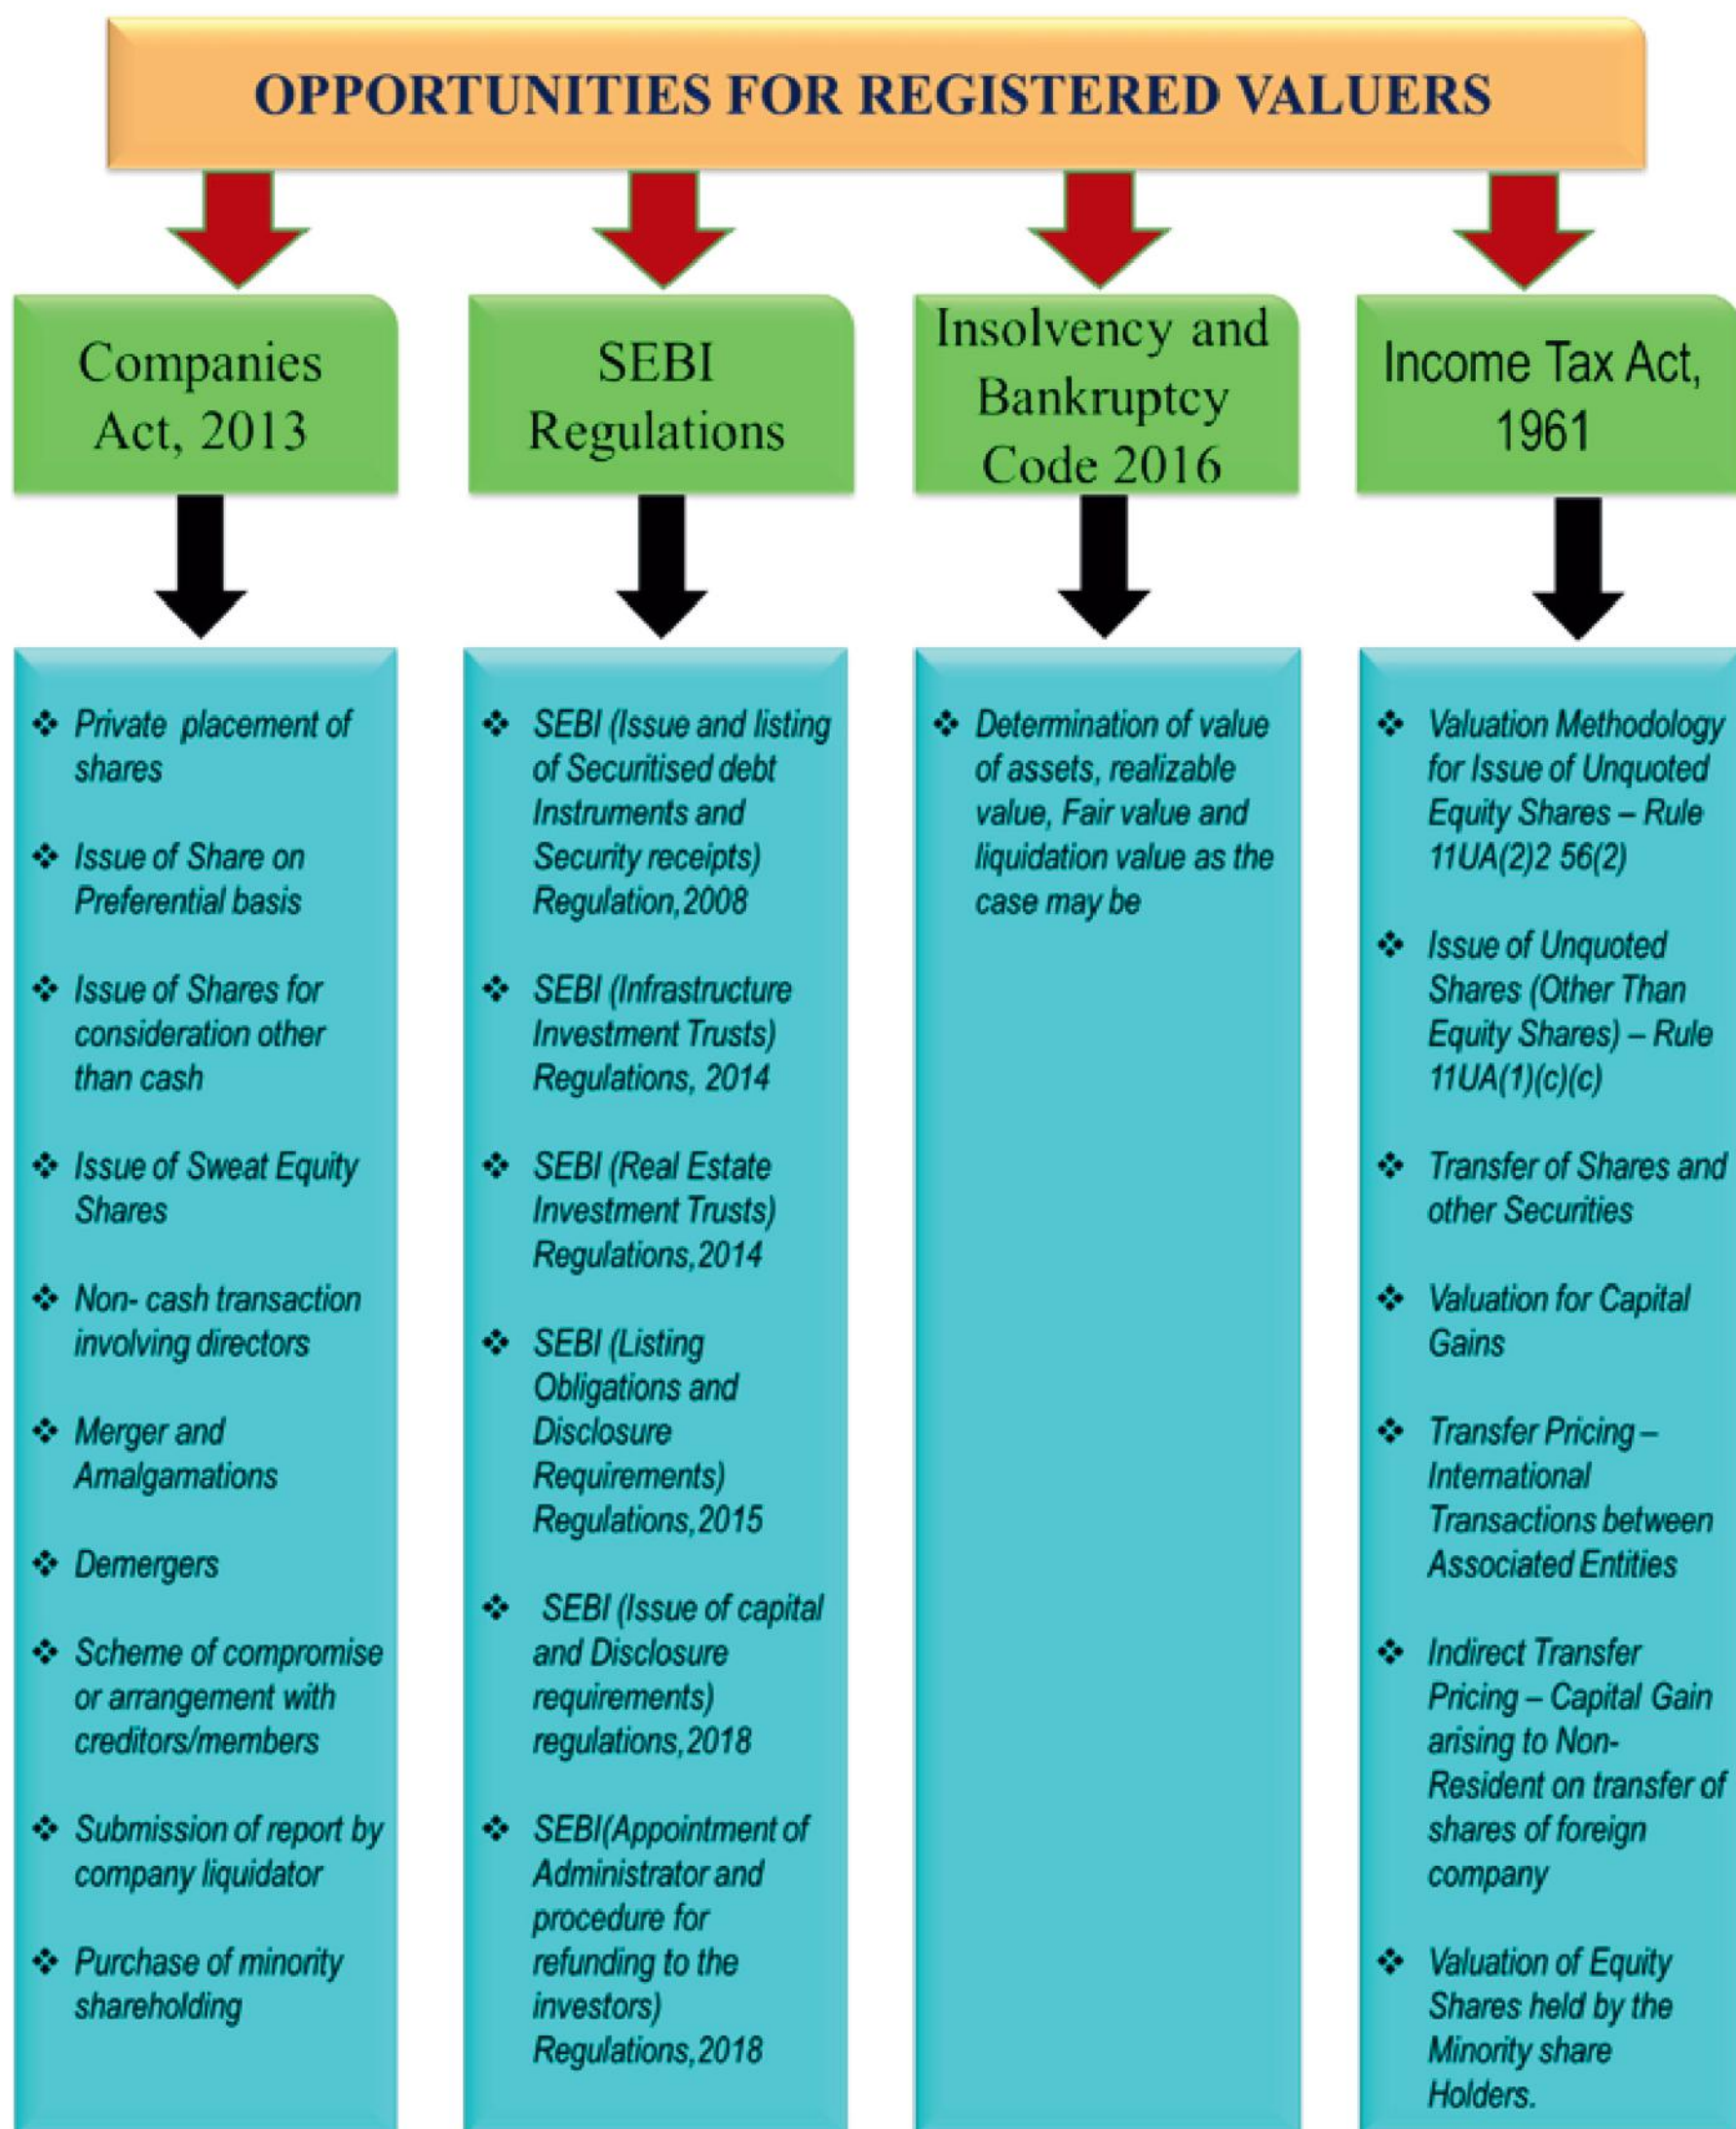 OPPORTUNITIES FOR REGISTERED VALUERS
Companies
Act, 2013
❖ Private placement of
shares
❖ Issue of Share on
Preferential basis
❖ Issue of Shares for
consideration other
than cash
❖ Issue of Sweat Equity
Shares
❖ Non- cash transaction
involving directors
❖ Merger and
Amalgamations
❖ Demergers
❖ Scheme of compromise
or arrangement with
creditors/members
❖ Submission of report by
company liquidator
❖ Purchase of minority
shareholding
SEBI
Regulations
❖ SEBI (Issue and listing
of Securitised debt
Instruments and
Security receipts)
Regulation,2008
❖ SEBI (Infrastructure
Investment Trusts)
Regulations, 2014
❖ SEBI (Real Estate
Investment Trusts)
Regulations,2014
❖ SEBI (Listing
Obligations and
Disclosure
Requirements)
Regulations,2015
❖ SEBI (Issue of capital
and Disclosure
requirements)
regulations,2018
❖ SEBI(Appointment of
Administrator and
procedure for
refunding to the
investors)
Regulations,2018
Insolvency and
Bankruptcy
Code 2016
❖ Determination of value
of assets, realizable
value, Fair value and
liquidation value as the
case may be
Income Tax Act,
1961
❖ Valuation Methodology
for Issue of Unquoted
Equity Shares – Rule
11UA(2)2 56(2)
❖ Issue of Unquoted
Shares (Other Than
Equity Shares) – Rule
11UA(1)(c)(c)
❖ Transfer of Shares and
other Securities
❖ Valuation for Capital
Gains
❖ Transfer Pricing –
International
Transactions between
Associated Entities
❖ Indirect Transfer
Pricing – Capital Gain
arising to Non-
Resident on transfer of
shares of foreign
company
❖ Valuation of Equity
Shares held by the
Minority share
Holders.